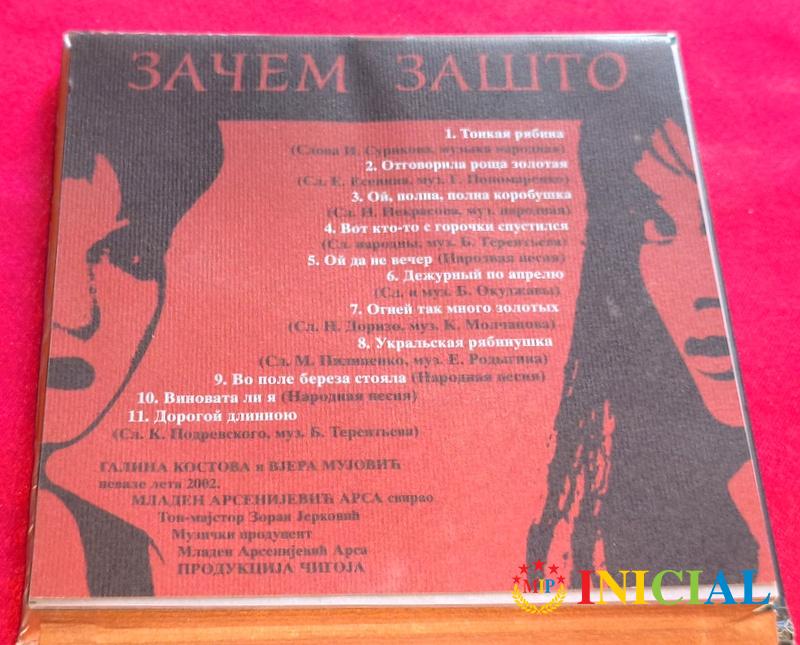 ЗАЧЕМ ЗАШТО
1. Тонкая рябина
(Слова И. Сурикова, музыка народная)
2. Отговорила роща золотая
(Сл. Е. Есенина, муз. Г. Пономаренко)
3. Ой, полна, полна коробушка
(Сл. Н. Некрасова, муз. народная)
4. Вот кто-то с горочки спустился
(Сл. народны, муз. Б. Терентьева)
5. Ой да не вечер (Народвая песня)
6. Дежурный по апрелю
(Сл. и муз. Б. Окуджавы)
7. Огней так много золотых
(Сл. Н. Доризо, муз. К. Молчанова)
8. Укральская рябинушка
(Сл. М. Пилипенко, муз. Е. Родыгина)
9. Во поле береза стояла (Народная песня)
10. Виновата ли я (Народная песня)
11. Дорогой длинною
(Сл. К. Подревского, муз. Б. Терентьева)
ГАЛИНА КОСТОВА и ВЈЕРА МУЈОВИЋ
певале лета 2002.
МЛАДЕН АРСЕНИЈЕВИЋ АРСА свирао
Тон-мајстор Зоран Јерковић
Музички продуцент
Младен Арсенијевић Арса
ПРОДУКЦИЈА ЧИГОЈА
MIP INICIAL